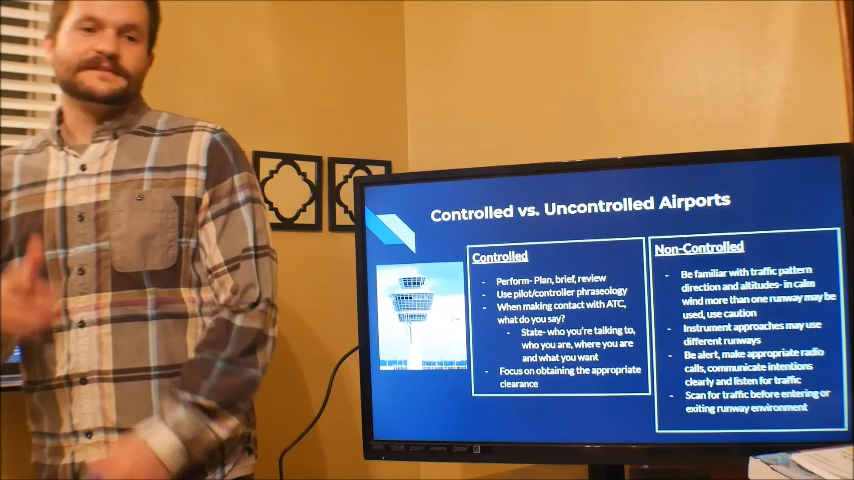 Controlled vs. Uncontrolled Airports
Controlled
- Perform- Plan, brief, review
- Use pilot/controller phraseology
- When making contact with ATC,
what do you say?
- State- who you're talking to,
who you are, where you are
and what you want
- Focus on obtaining the appropriate
clearance
Non-Controlled
- Be familiar with traffic pattern
direction and altitudes- in calm
wind more than one runway may be
used, use caution
- Instrument approaches may use
different runways
- Be alert, make appropriate radio
calls, communicate intentions
clearly and listen for traffic
- Scan for traffic before entering or
exiting runway environment